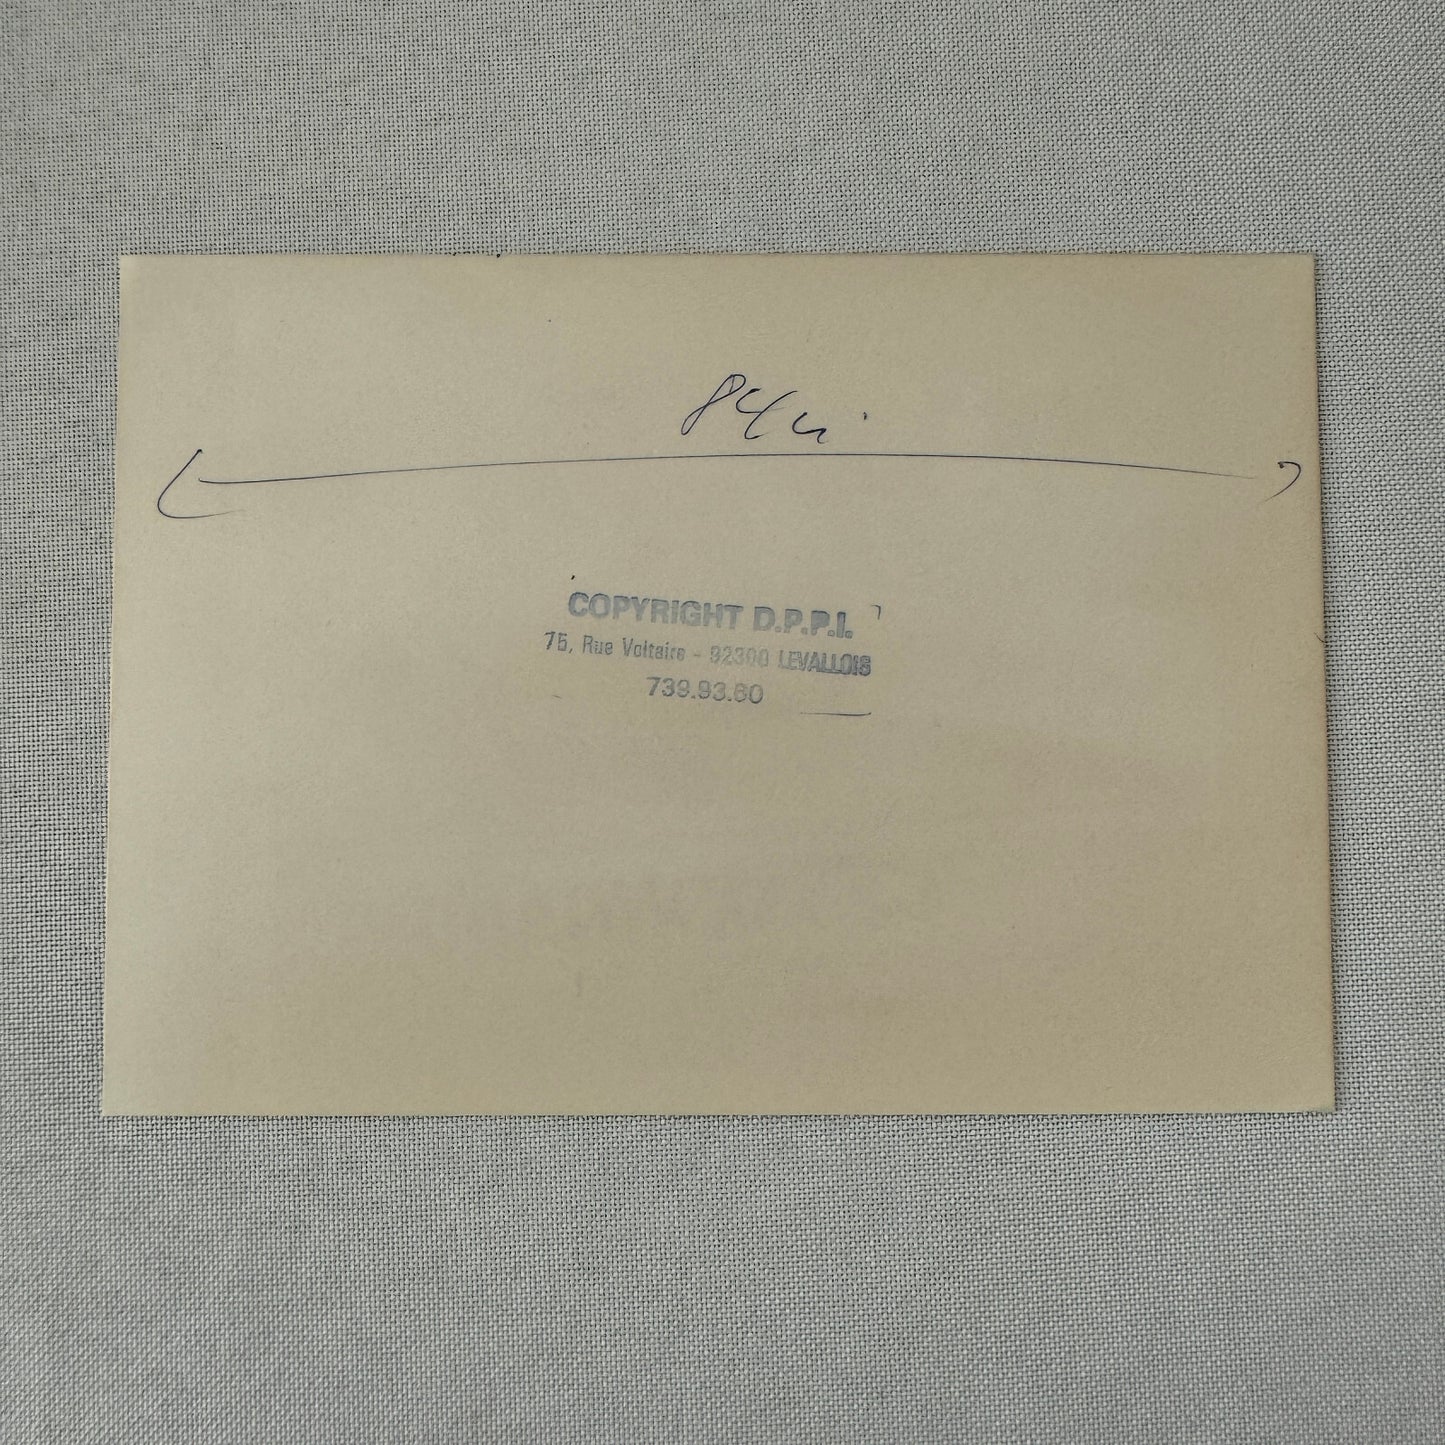 COPYRIGHT D.P.P.I.
75, Rue Voltaire - 92300 LEVALLOIS
739.93.60